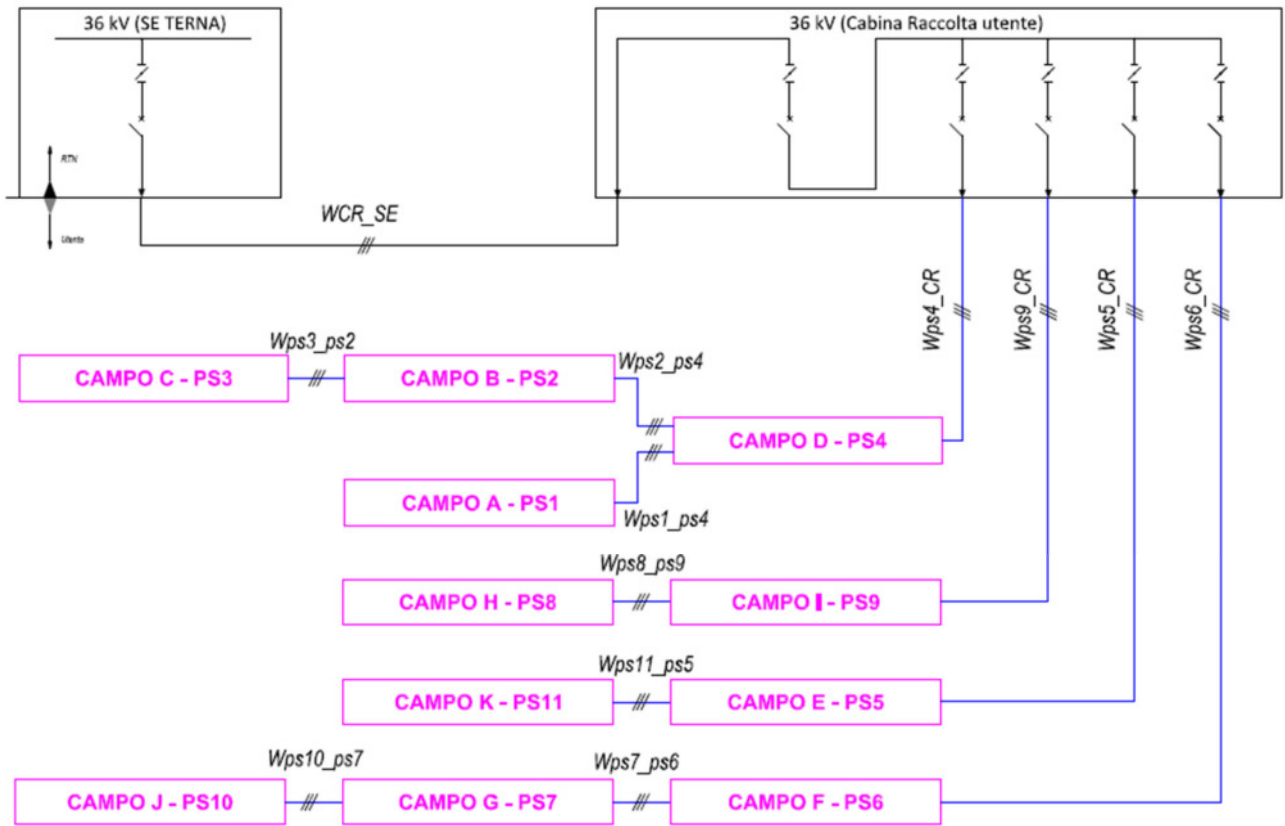 36 kV (SE TERNA)
36 kV (Cabina Raccolta utente)
RTN
Utente
WCR_SE
Wps4_CR
Wps9_CR
Wps5_CR
Wps6_CR
Wps3_ps2
Wps2_ps4
CAMPO C - PS3
CAMPO B - PS2
CAMPO D - PS4
CAMPO A - PS1
Wps1_ps4
Wps8_ps9
CAMPO H - PS8
CAMPO I - PS9
Wps11_ps5
CAMPO K - PS11
CAMPO E - PS5
Wps10_ps7
Wps7_ps6
CAMPO J - PS10
CAMPO G - PS7
CAMPO F - PS6